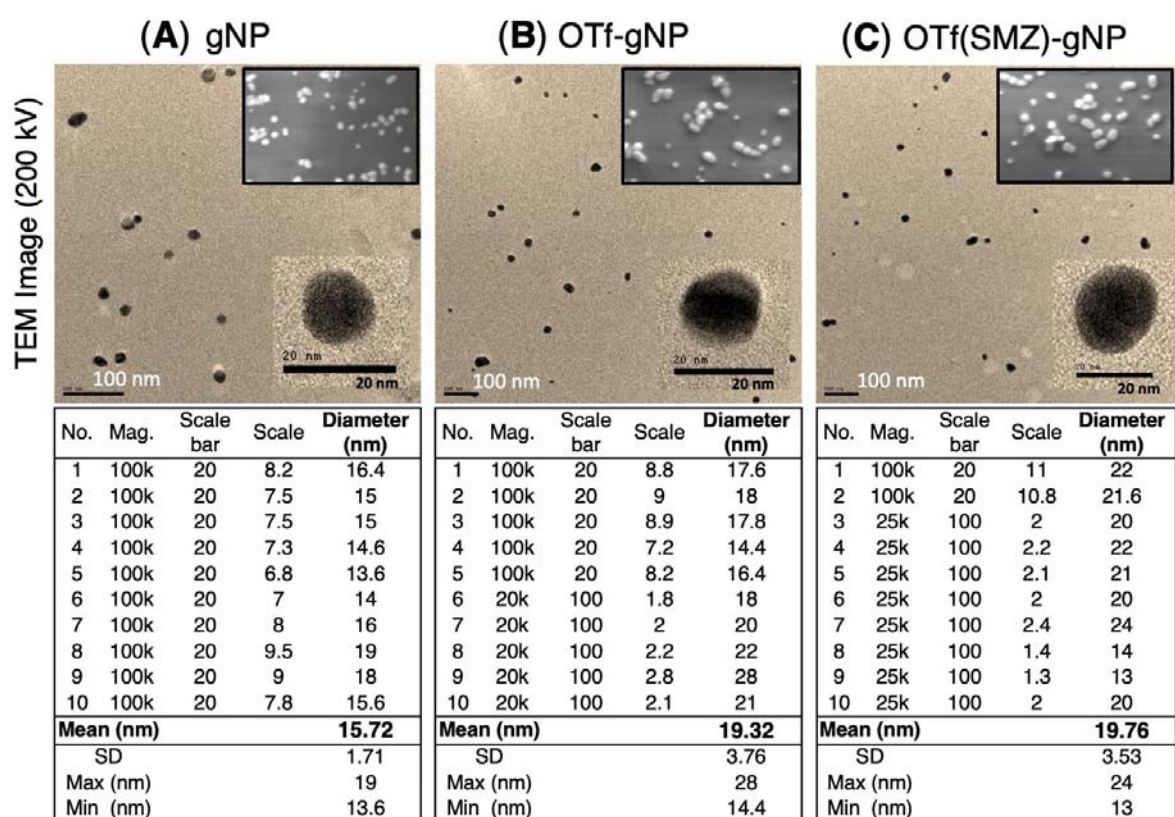 (A) gNP
(B) OTf-gNP
(C) OTf(SMZ)-gNP
TEM Image (200 kV)
20 nm
20 nm
100 nm
20 nm
20 nm
100 nm
20 nm
20 nm
100 nm
No. Mag. Scale bar Scale Diameter (nm)
1 100k 20 8.2 16.4
2 100k 20 7.5 15
3 100k 20 7.5 15
4 100k 20 7.3 14.6
5 100k 20 6.8 13.6
6 100k 20 7 14
7 100k 20 8 16
8 100k 20 9.5 19
9 100k 20 9 18
10 100k 20 7.8 15.6
Mean (nm) 15.72
SD 1.71
Max (nm) 19
Min (nm) 13.6
No. Mag. Scale bar Scale Diameter (nm)
1 100k 20 8.8 17.6
2 100k 20 9 18
3 100k 20 8.9 17.8
4 100k 20 7.2 14.4
5 100k 20 8.2 16.4
6 20k 100 1.8 18
7 20k 100 2 20
8 20k 100 2.2 22
9 20k 100 2.8 28
10 20k 100 2.1 21
Mean (nm) 19.32
SD 3.76
Max (nm) 28
Min (nm) 14.4
No. Mag. Scale bar Scale Diameter (nm)
1 100k 20 11 22
2 100k 20 10.8 21.6
3 25k 100 2 20
4 25k 100 2.2 22
5 25k 100 2.1 21
6 25k 100 2 20
7 25k 100 2.4 24
8 25k 100 1.4 14
9 25k 100 1.3 13
10 25k 100 2 20
Mean (nm) 19.76
SD 3.53
Max (nm) 24
Min (nm) 13